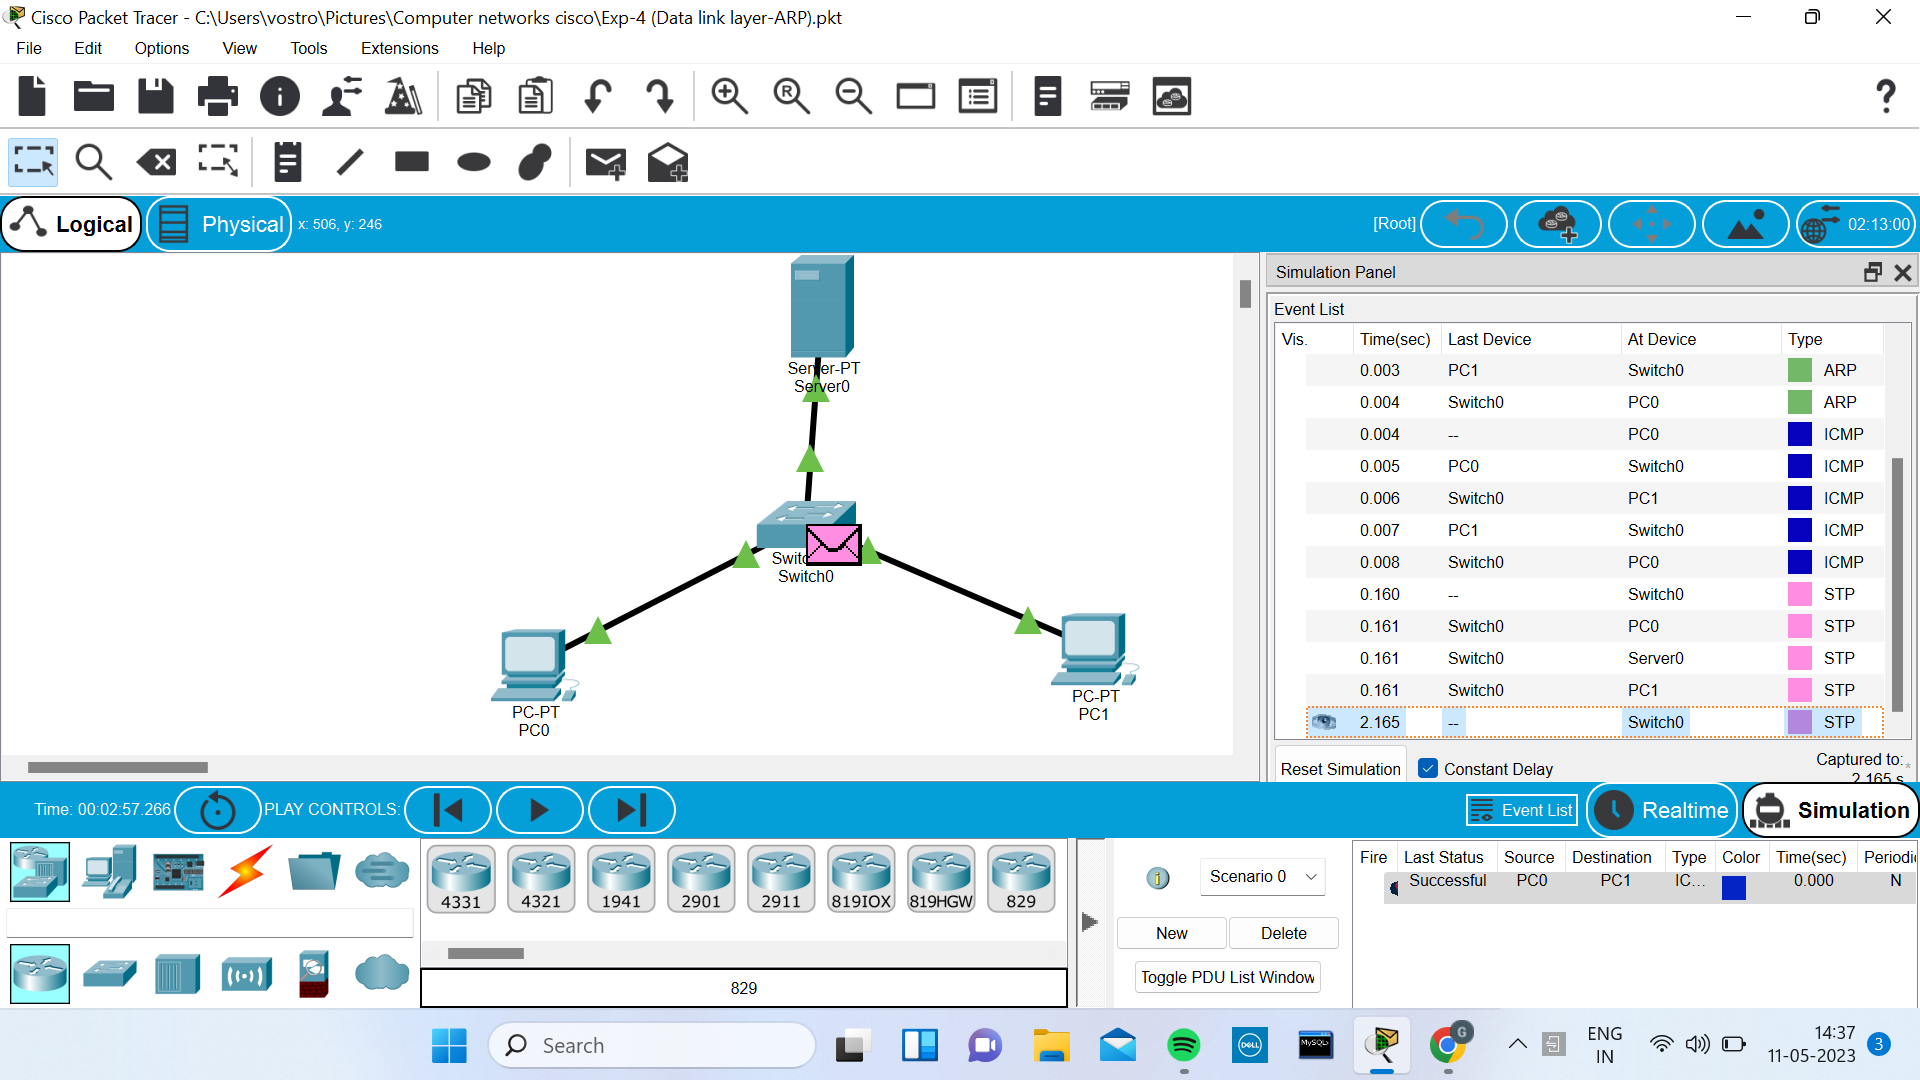 Cisco Packet Tracer - C:\Users\vostro\Pictures\Computer networks cisco\Exp-4 (Data link layer-ARP).pkt
File Edit Options View Tools Extensions Help
Logical Physical x: 506, y: 246 [Root] 02:13:00
Server-PT
Server0
Switch0
PC-PT
PC0
PC-PT
PC1
Simulation Panel
Event List
Vis. Time(sec) Last Device At Device Type
0.003 PC1 Switch0 ARP
0.004 Switch0 PC0 ARP
0.004 -- PC0 ICMP
0.005 PC0 Switch0 ICMP
0.006 Switch0 PC1 ICMP
0.007 PC1 Switch0 ICMP
0.008 Switch0 PC0 ICMP
0.160 -- Switch0 STP
0.161 Switch0 PC0 STP
0.161 Switch0 Server0 STP
0.161 Switch0 PC1 STP
2.165 -- Switch0 STP
Reset Simulation Constant Delay Captured to:*
2.165 s
Time: 00:02:57.266 PLAY CONTROLS: Event List Realtime Simulation
4331 4321 1941 2901 2911 819IOX 819HGW 829
829
Scenario 0
New Delete
Toggle PDU List Window
Fire Last Status Source Destination Type Color Time(sec) Periodic
Successful PC0 PC1 IC... 0.000 N
Search
DELL
MySQL
G
ENG
IN
14:37
11-05-2023
3